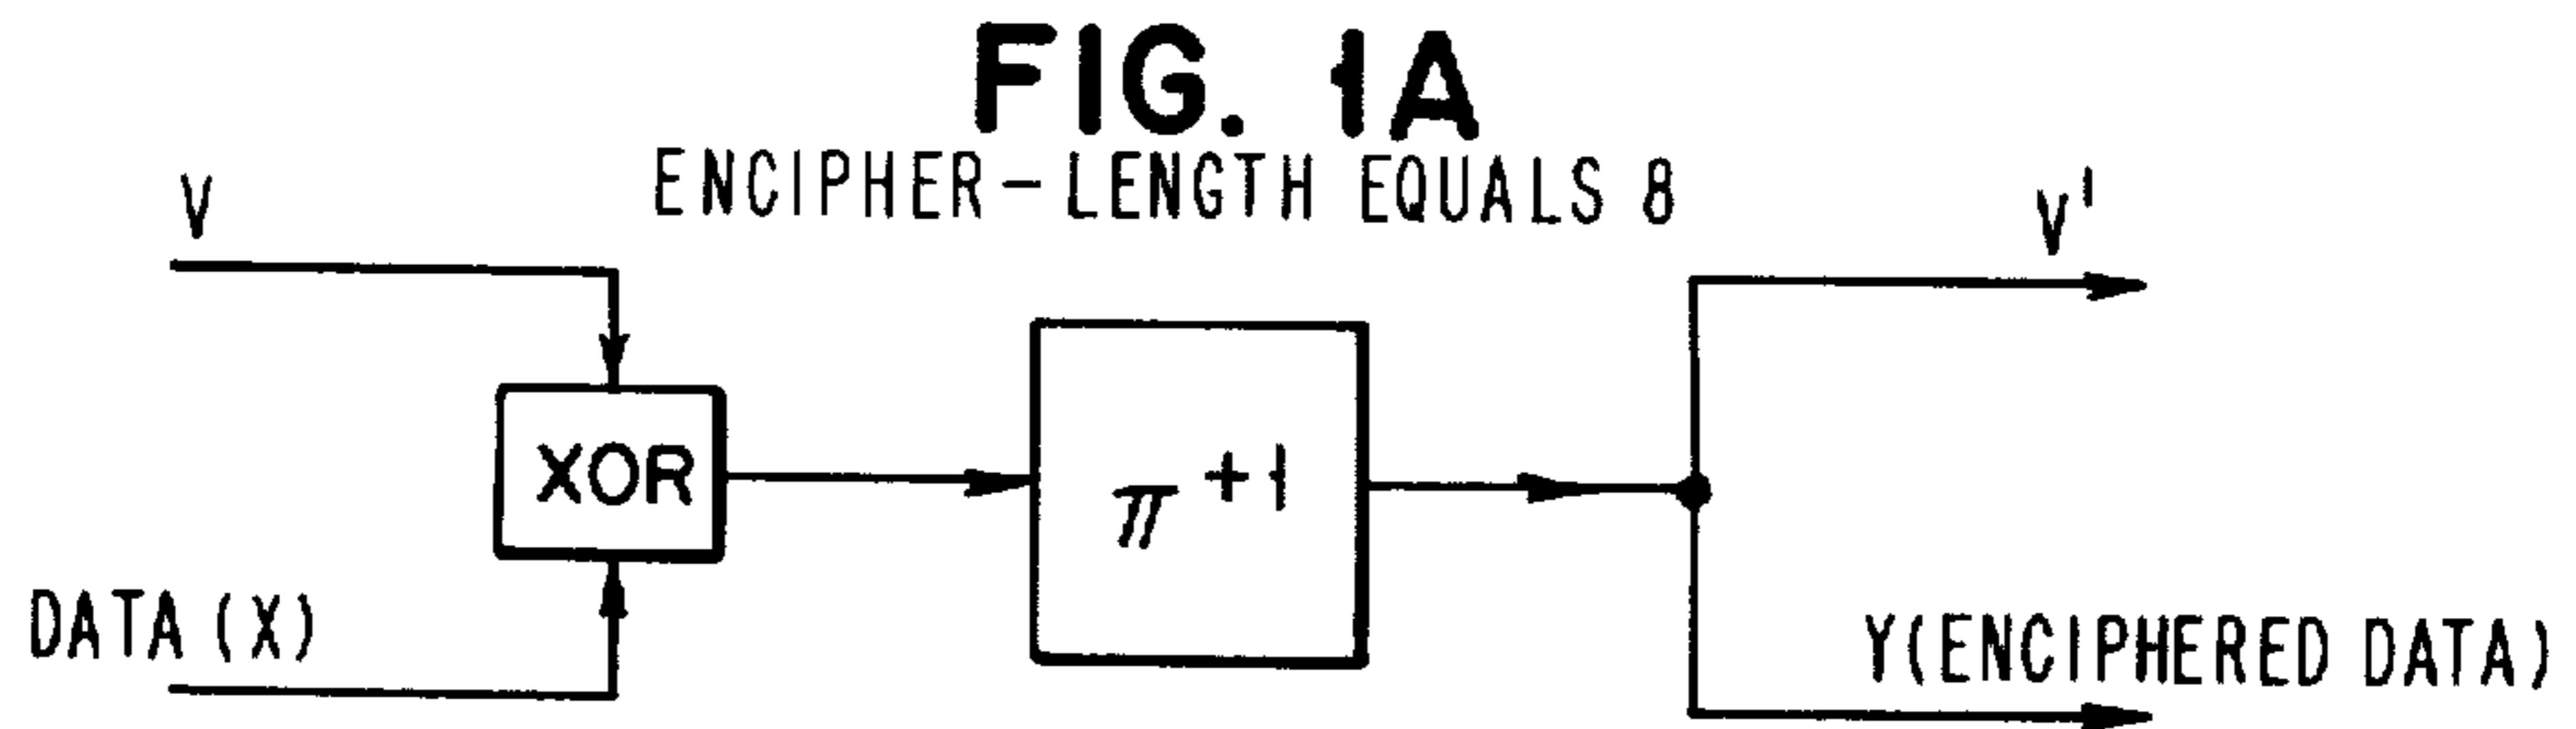 FIG. 1A
ENCIPHER-LENGTH EQUALS 8
V
V'
XOR
π+1
DATA (X)
Y(ENCIPHERED DATA)